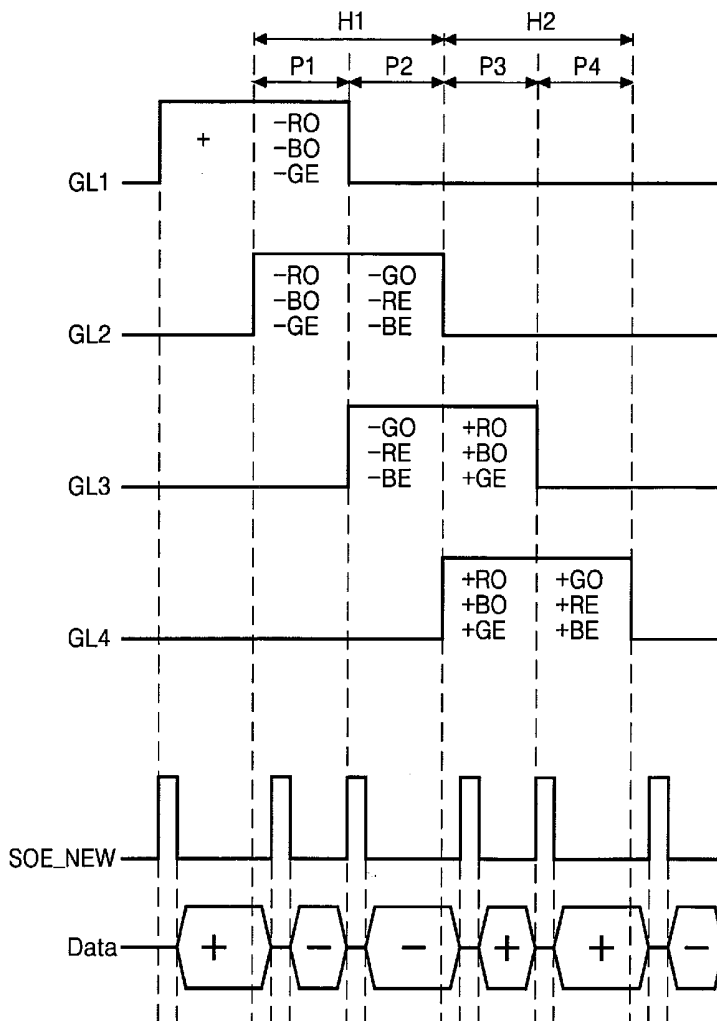 H1 H2
P1 P2 P3 P4
GL1 + −RO
−BO
−GE
GL2 −RO −GO
−BO −RE
−GE −BE
GL3 −GO +RO
−RE +BO
−BE +GE
GL4 +RO +GO
+BO +RE
+GE +BE
SOE_NEW
Data + − − + + −